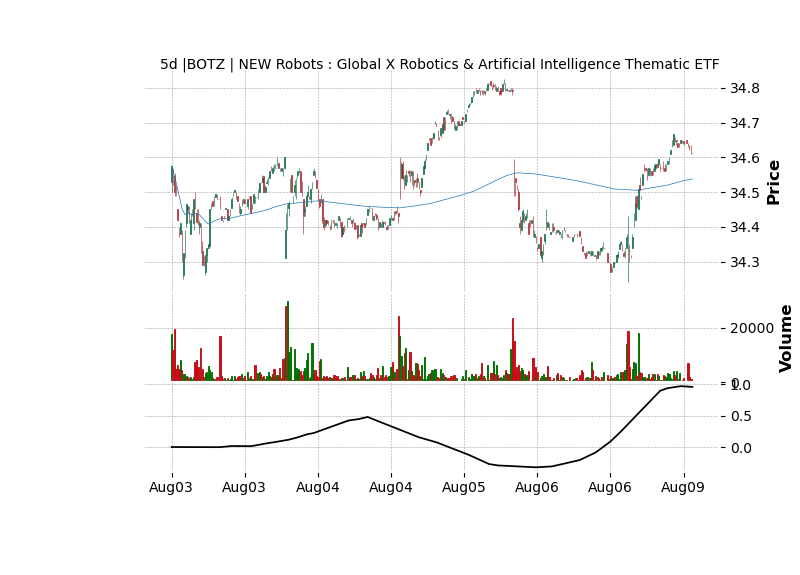 5d |BOTZ | NEW Robots : Global X Robotics & Artificial Intelligence Thematic ETF
34.8
34.7
34.6
34.5
34.4
34.3
Price
20000
0
Volume
1.0
0.5
0.0
Aug03 Aug03 Aug04 Aug04 Aug05 Aug06 Aug06 Aug09